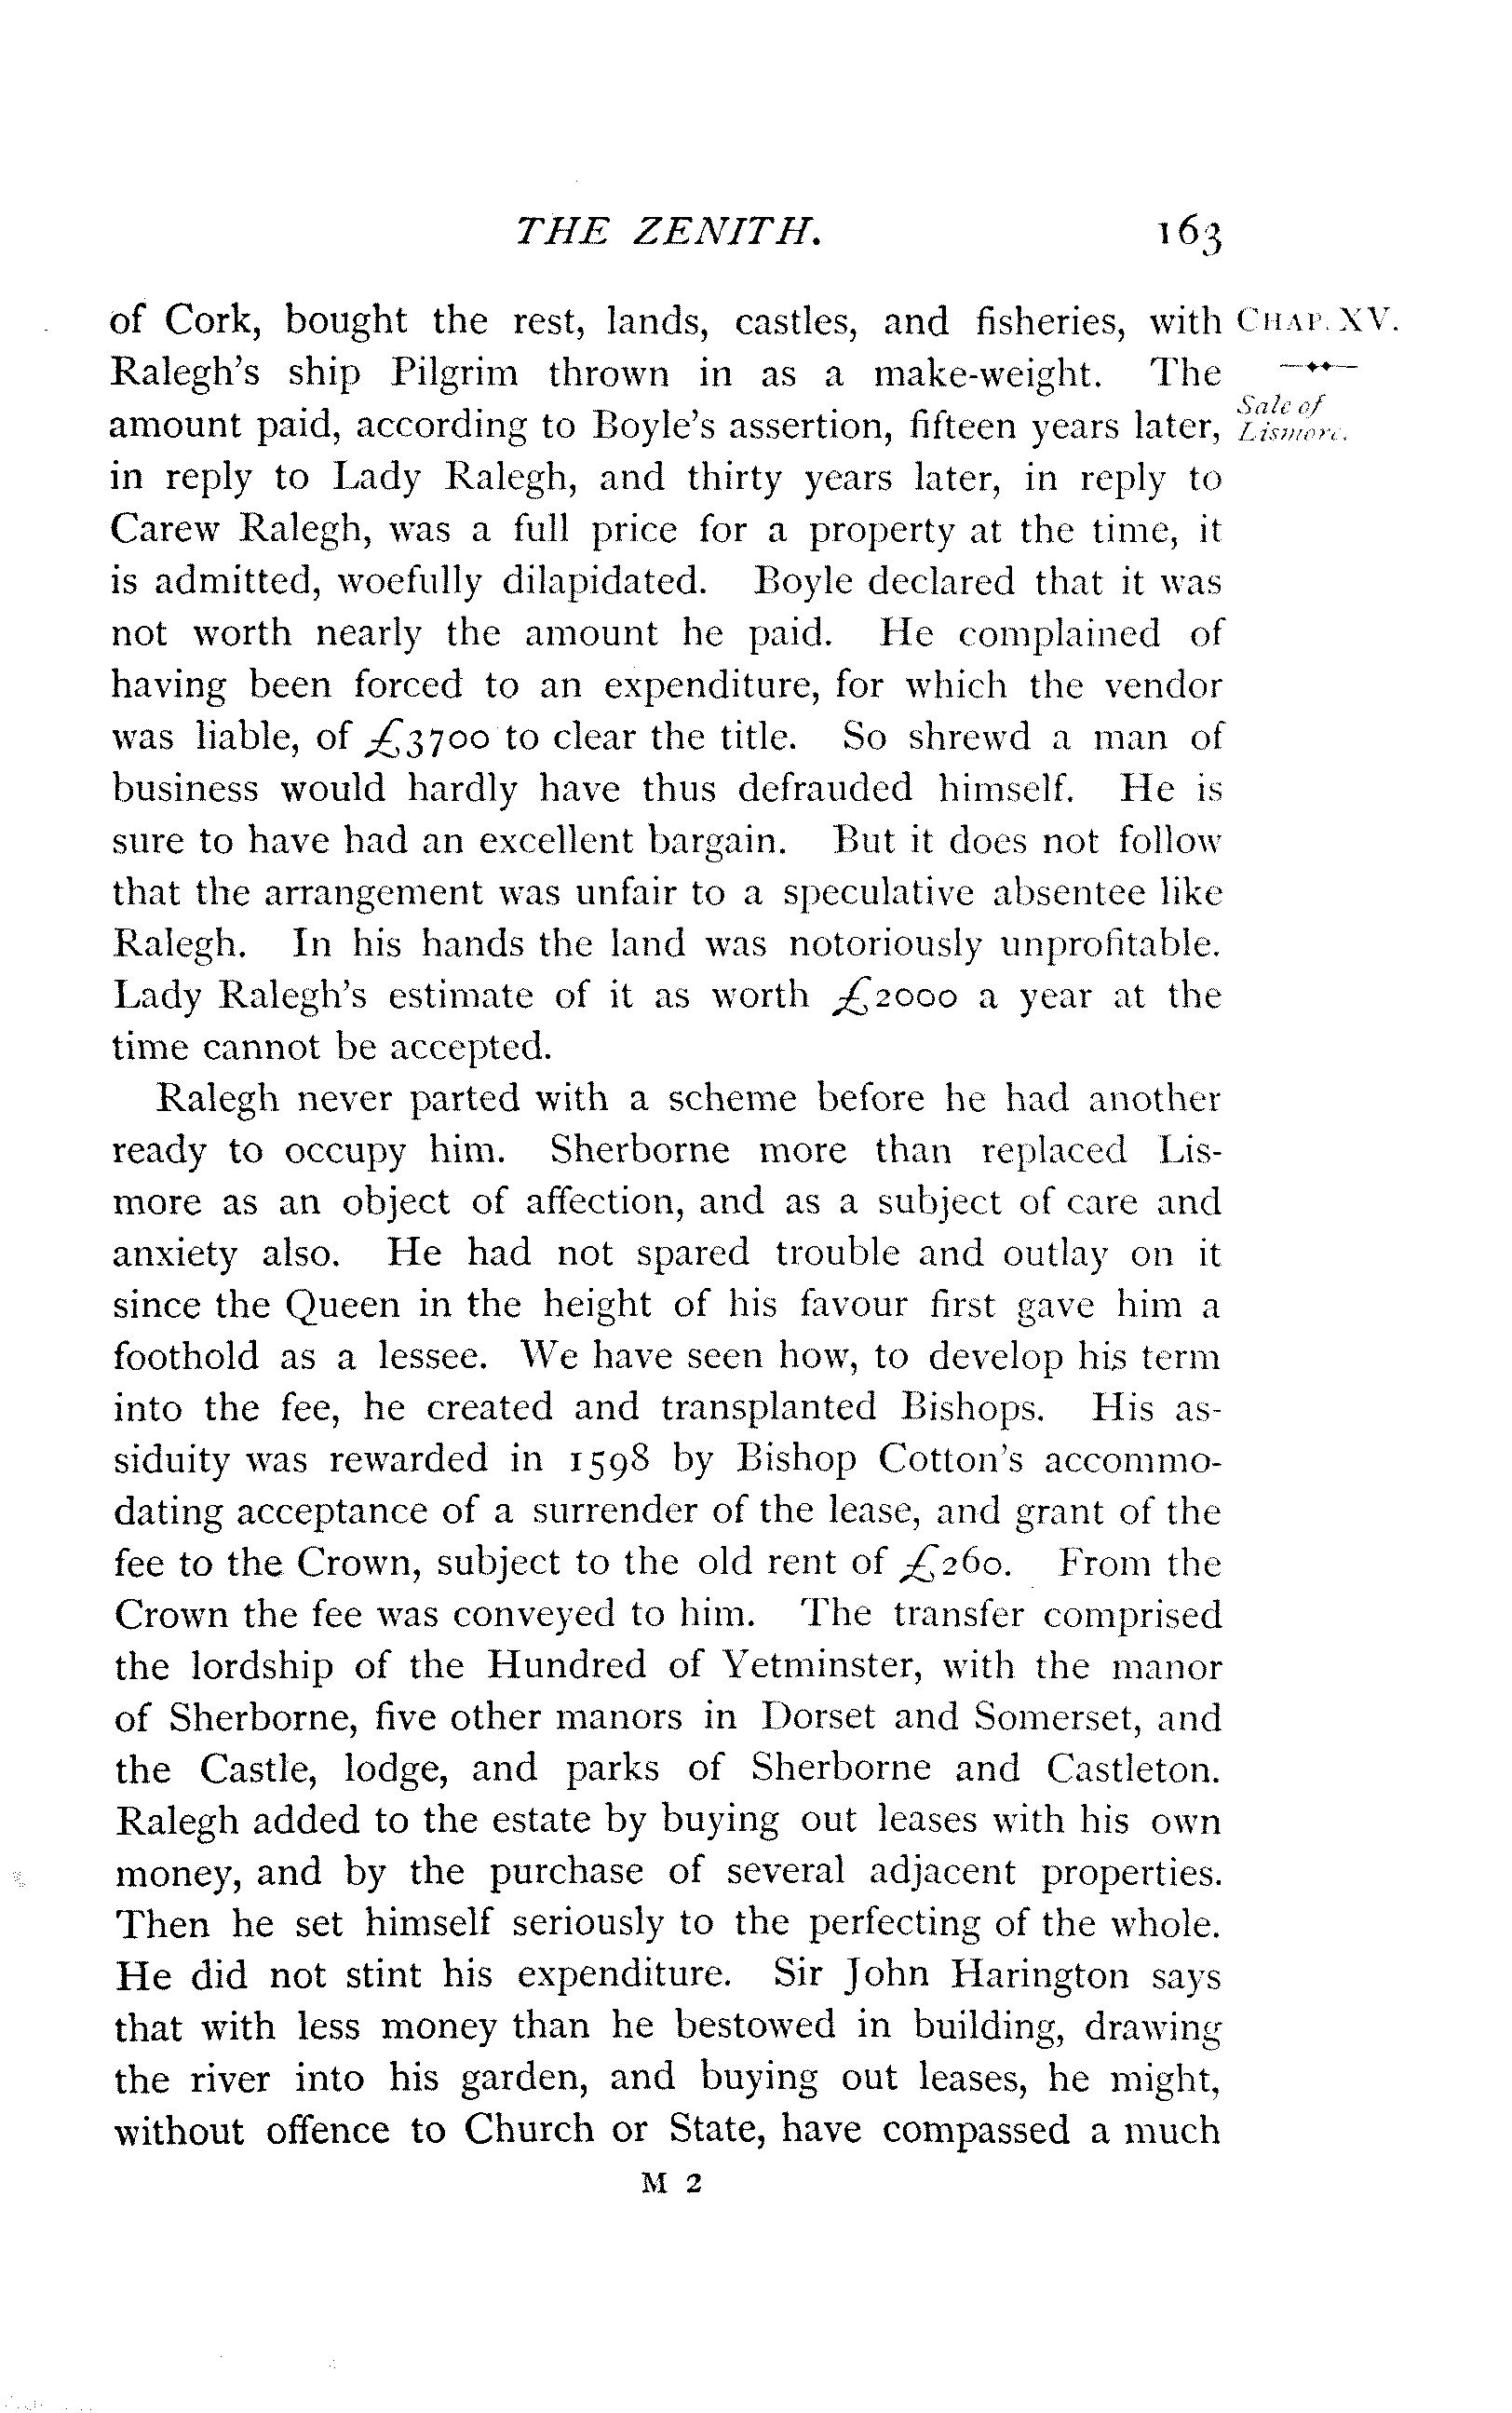 THE ZENITH. 163
of Cork, bought the rest, lands, castles, and fisheries, with CHAP. XV.
Ralegh's ship Pilgrim thrown in as a make-weight. The
Sale of
amount paid, according to Boyle's assertion, fifteen years later, Lismore.
in reply to Lady Ralegh, and thirty years later, in reply to
Carew Ralegh, was a full price for a property at the time, it
is admitted, woefully dilapidated. Boyle declared that it was
not worth nearly the amount he paid. He complained of
having been forced to an expenditure, for which the vendor
was liable, of £3700 to clear the title. So shrewd a man of
business would hardly have thus defrauded himself. He is
sure to have had an excellent bargain. But it does not follow
that the arrangement was unfair to a speculative absentee like
Ralegh. In his hands the land was notoriously unprofitable.
Lady Ralegh's estimate of it as worth £2000 a year at the
time cannot be accepted.
Ralegh never parted with a scheme before he had another
ready to occupy him. Sherborne more than replaced Lis-
more as an object of affection, and as a subject of care and
anxiety also. He had not spared trouble and outlay on it
since the Queen in the height of his favour first gave him a
foothold as a lessee. We have seen how, to develop his term
into the fee, he created and transplanted Bishops. His as-
siduity was rewarded in 1598 by Bishop Cotton's accommo-
dating acceptance of a surrender of the lease, and grant of the
fee to the Crown, subject to the old rent of £260. From the
Crown the fee was conveyed to him. The transfer comprised
the lordship of the Hundred of Yetminster, with the manor
of Sherborne, five other manors in Dorset and Somerset, and
the Castle, lodge, and parks of Sherborne and Castleton.
Ralegh added to the estate by buying out leases with his own
money, and by the purchase of several adjacent properties.
Then he set himself seriously to the perfecting of the whole.
He did not stint his expenditure. Sir John Harington says
that with less money than he bestowed in building, drawing
the river into his garden, and buying out leases, he might,
without offence to Church or State, have compassed a much
M 2